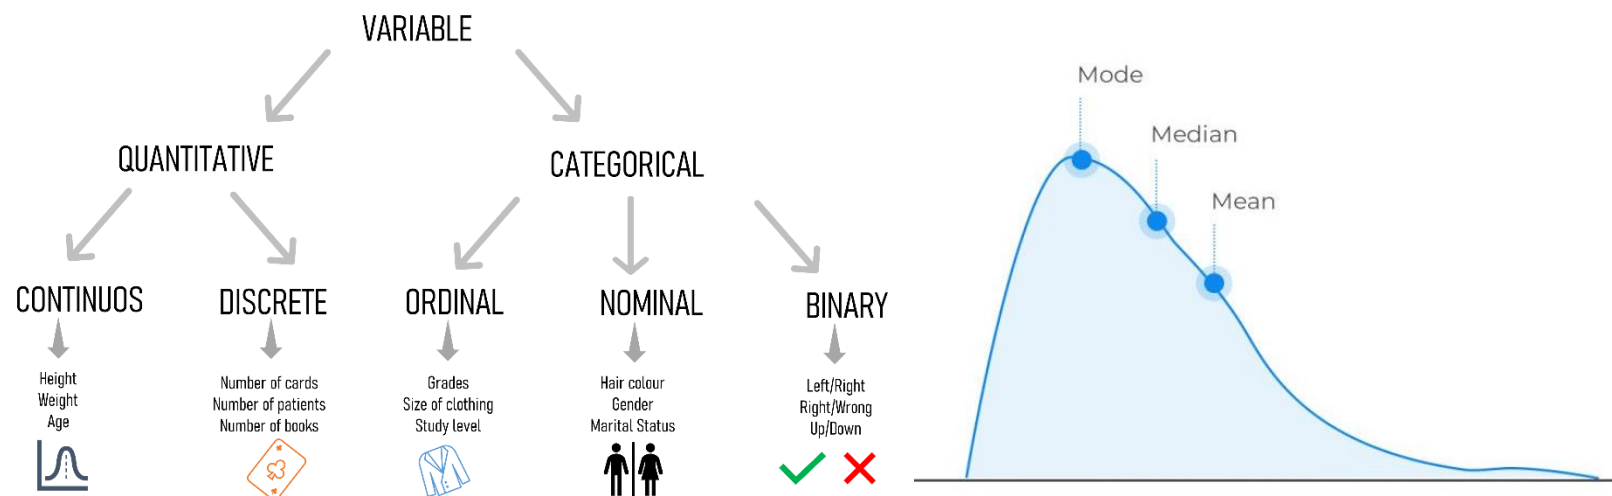 VARIABLE
QUANTITATIVE
CATEGORICAL
CONTINUOS
DISCRETE
ORDINAL
NOMINAL
BINARY
Height
Weight
Age
Number of cards
Number of patients
Number of books
Grades
Size of clothing
Study level
Hair colour
Gender
Marital Status
Left/Right
Right/Wrong
Up/Down
Mode
Median
Mean